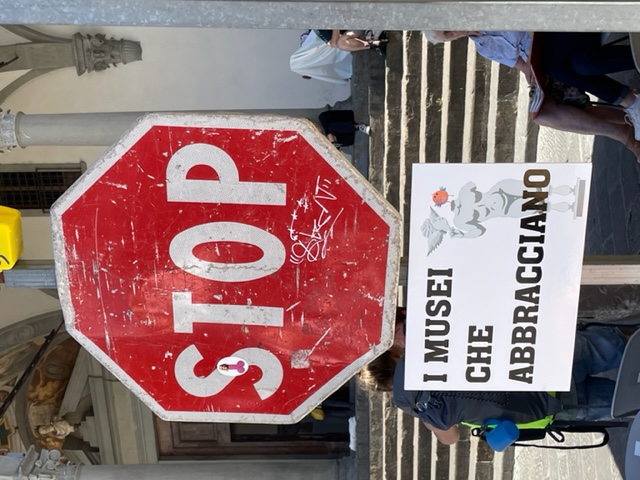 STOP
I MUSEI
CHE
ABBRACCIANO